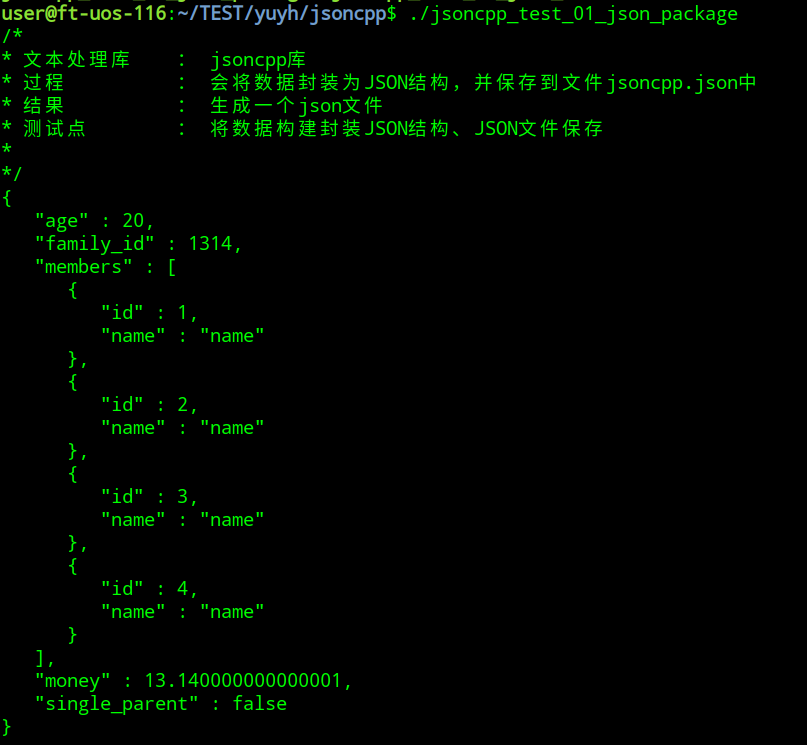 user@ft-uos-116:~/TEST/yuyh/jsoncpp$ ./jsoncpp_test_01_json_package
/*
* 文本处理库 : jsoncpp库
* 过程 : 会将数据封装为JSON结构，并保存到文件jsoncpp.json中
* 结果 : 生成一个json文件
* 测试点 : 将数据构建封装JSON结构、JSON文件保存
*
*/
{
   "age" : 20,
   "family_id" : 1314,
   "members" : [
      {
         "id" : 1,
         "name" : "name"
      },
      {
         "id" : 2,
         "name" : "name"
      },
      {
         "id" : 3,
         "name" : "name"
      },
      {
         "id" : 4,
         "name" : "name"
      }
   ],
   "money" : 13.140000000000001,
   "single_parent" : false
}